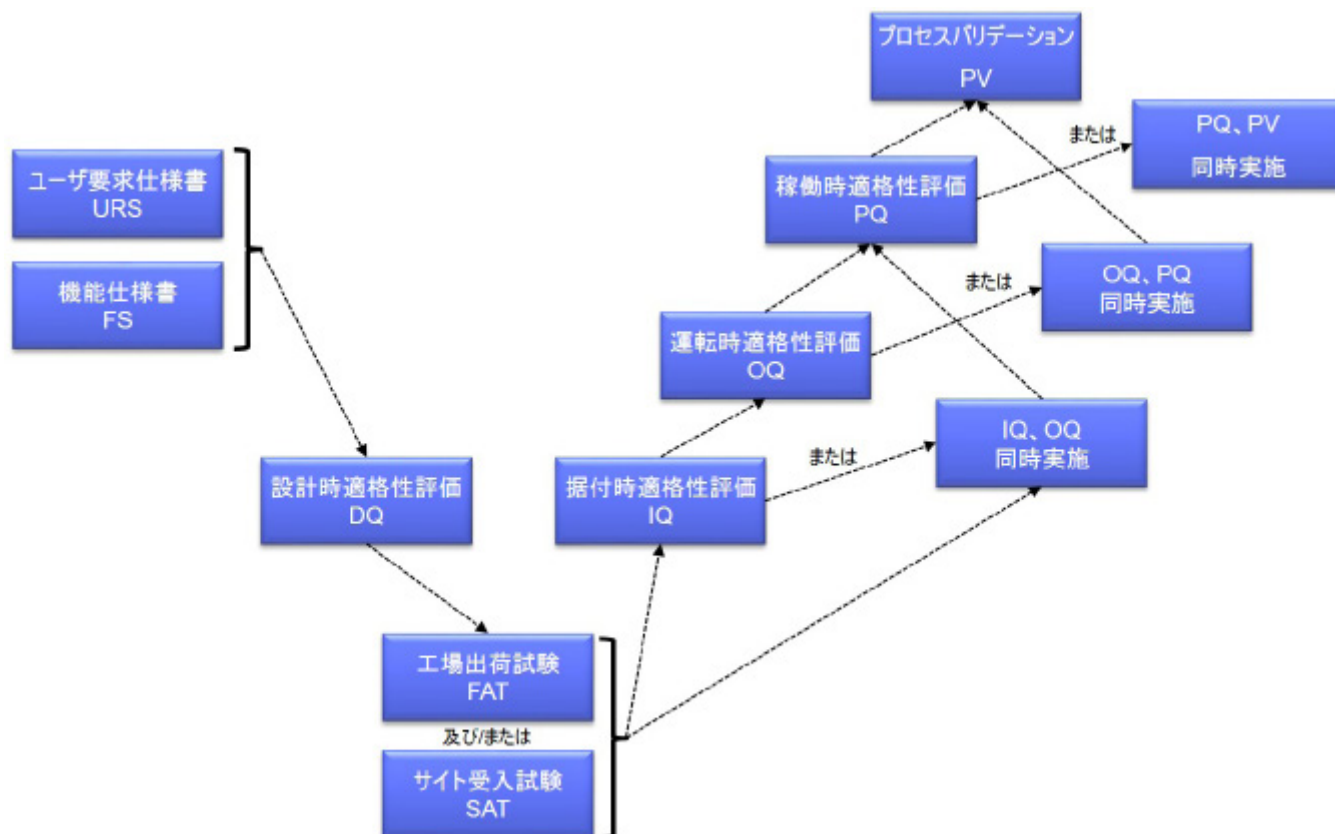 プロセスバリデーション
PV
または
PQ、PV
同時実施
ユーザ要求仕様書
URS
稼働時適格性評価
PQ
機能仕様書
FS
または
OQ、PQ
同時実施
運転時適格性評価
OQ
IQ、OQ
同時実施
または
設計時適格性評価
DQ
据付時適格性評価
IQ
工場出荷試験
FAT
及び/または
サイト受入試験
SAT